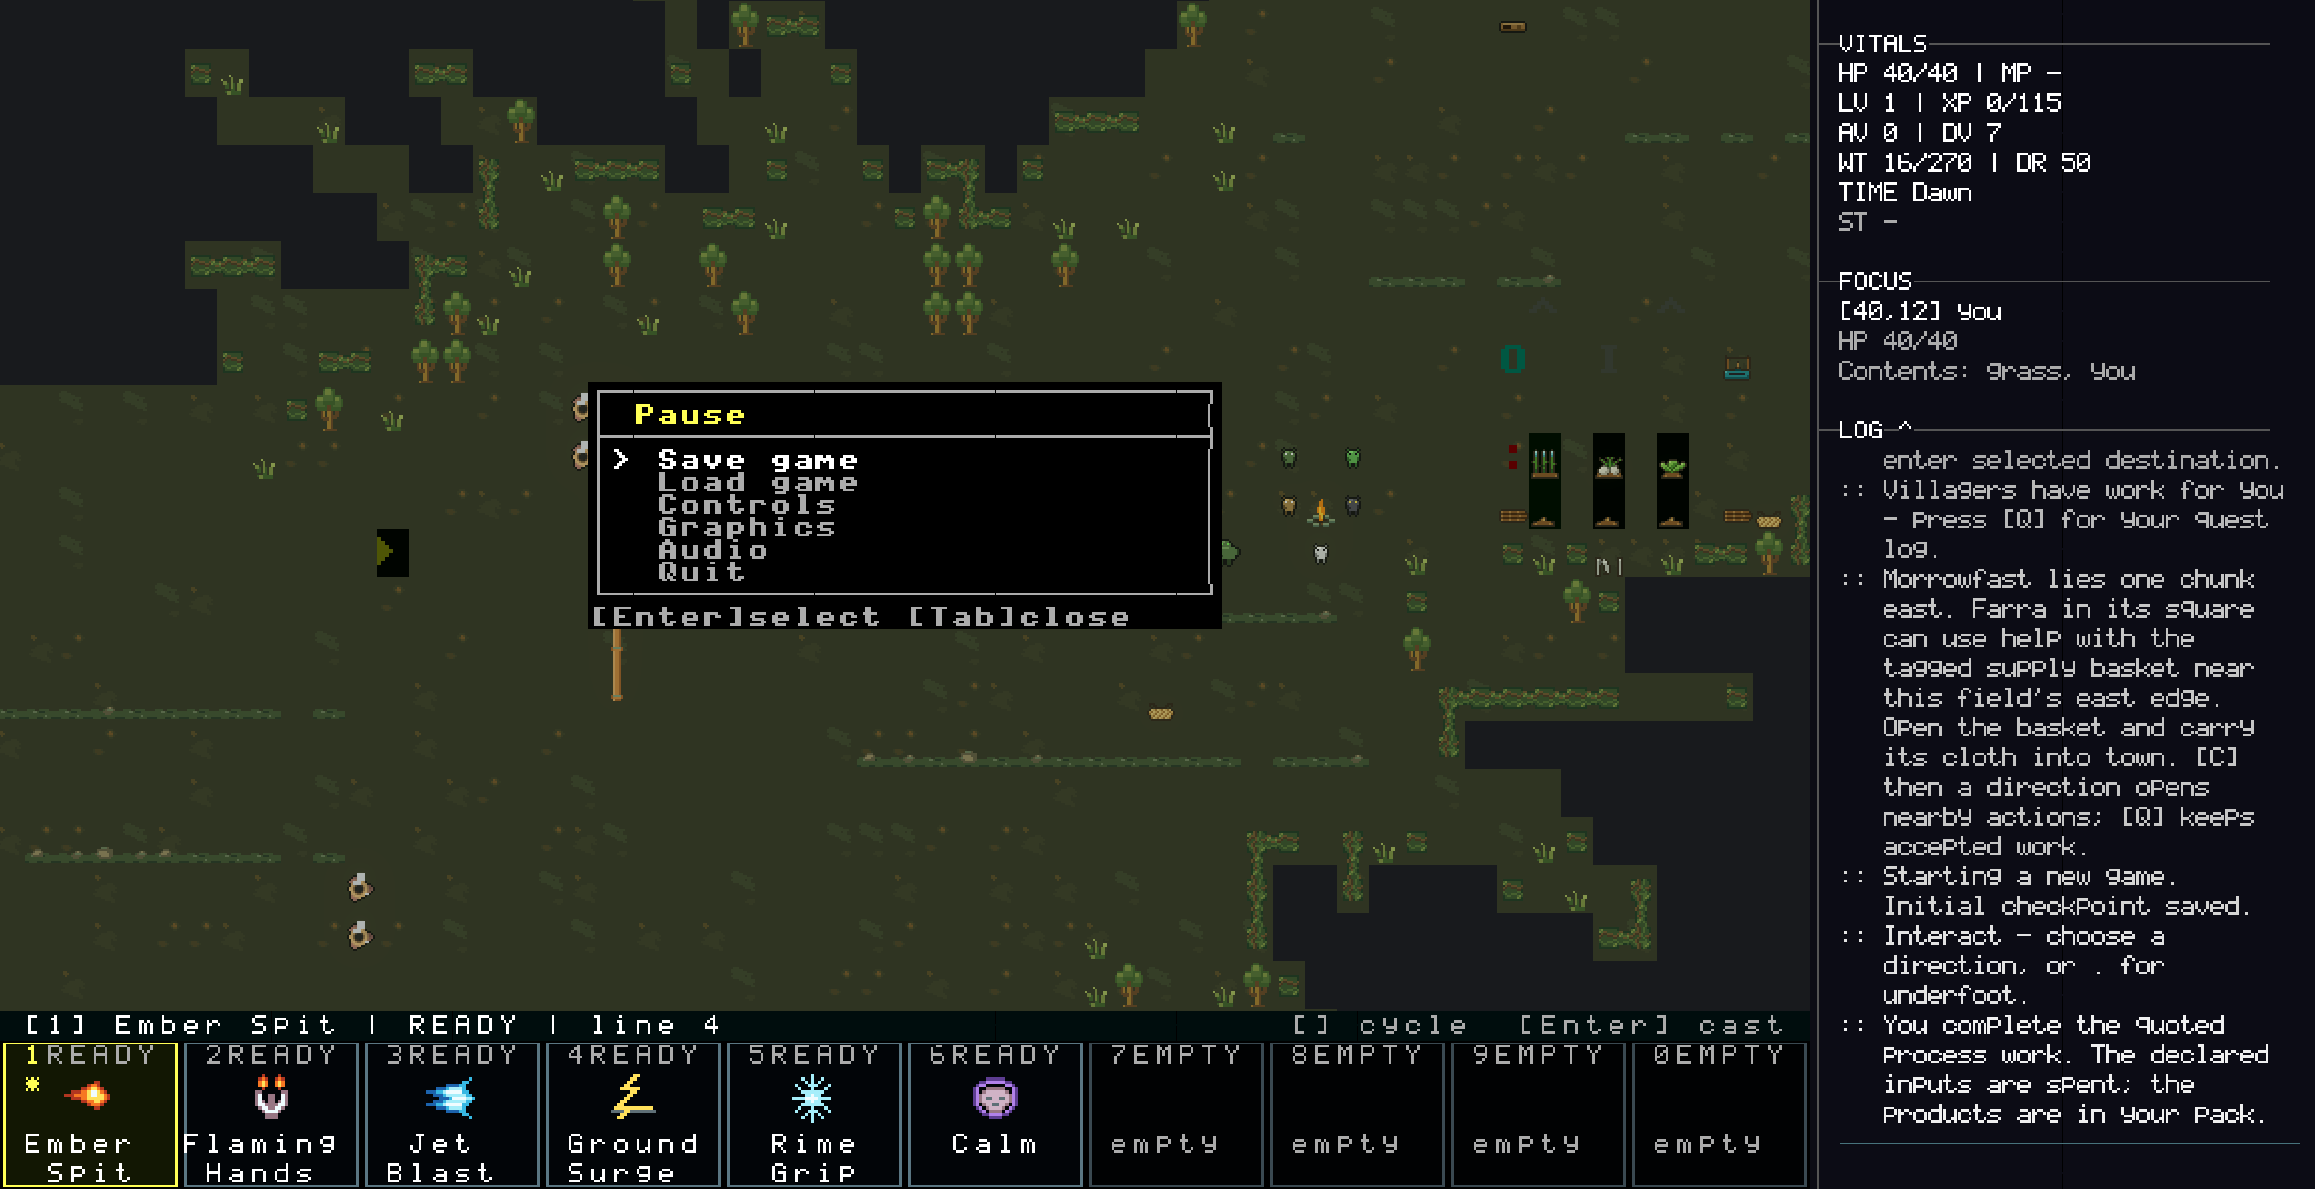 VITALS
HP 40/40 | MP -
LV 1 | XP 0/115
AV 0 | DV 7
WT 16/270 | DR 50
TIME Dawn
ST -
FOCUS
[40,12] you
HP 40/40
Contents: grass, you
LOG ^
enter selected destination.
:: Villagers have work for you
- Press [Q] for your quest
log.
:: Morrowfast lies one chunk
east. Farra in its square
can use help with the
tagged supply basket near
this field's east edge.
Open the basket and carry
its cloth into town. [C]
then a direction opens
nearby actions; [Q] keeps
accepted work.
:: Starting a new game.
Initial checkpoint saved.
:: Interact - choose a
direction, or . for
underfoot.
:: You complete the quoted
process work. The declared
inputs are spent; the
products are in your pack.
Pause
> Save game
Load game
Controls
Graphics
Audio
Quit
[Enter]select [Tab]close
[1] Ember Spit | READY | line 4
[] cycle [Enter] cast
1READY
2READY
3READY
4READY
5READY
6READY
7EMPTY
8EMPTY
9EMPTY
0EMPTY
Ember
Spit
Flaming
Hands
Jet
Blast
Ground
Surge
Rime
Grip
Calm
empty
empty
empty
empty